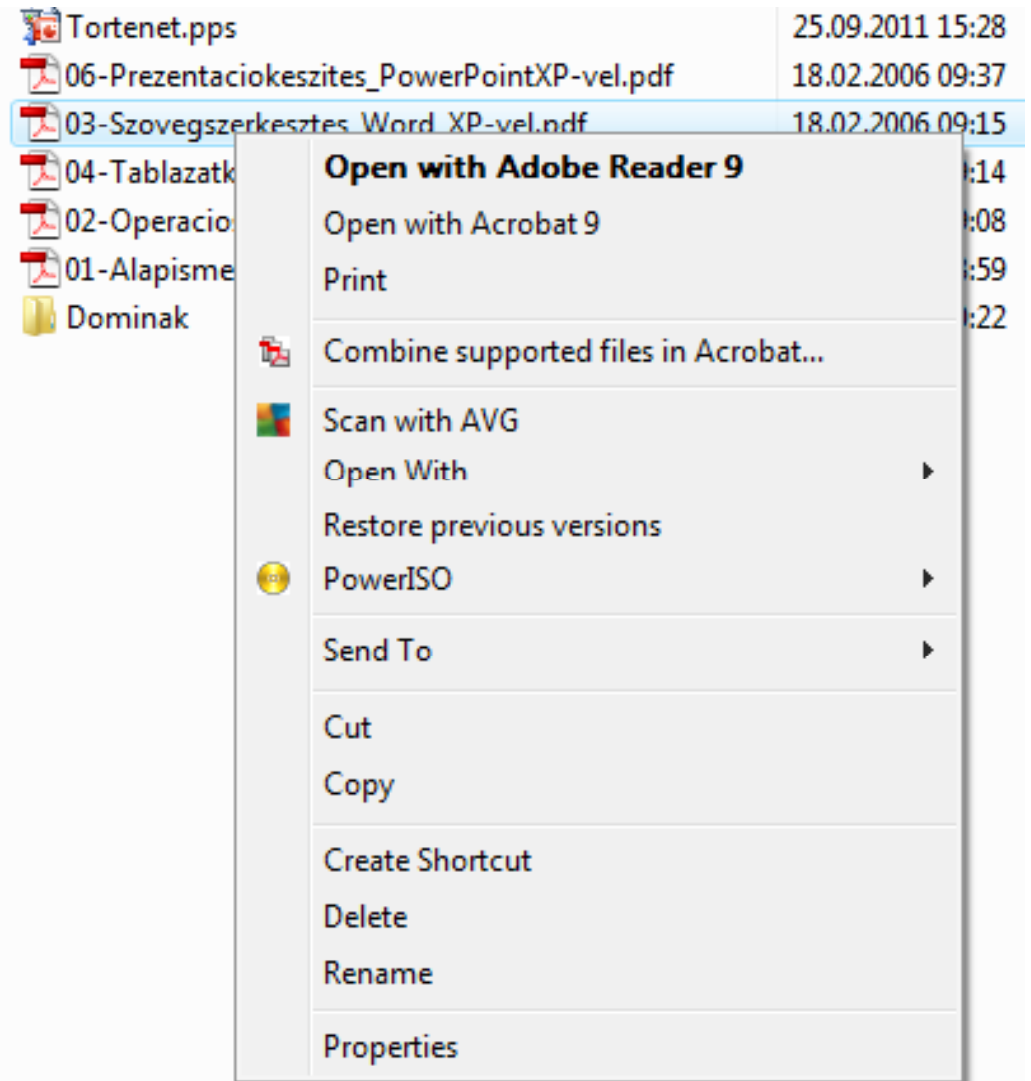 Tortenet.pps 25.09.2011 15:28
06-Prezentaciokeszites_PowerPointXP-vel.pdf 18.02.2006 09:37
03-Szovegszerkesztes_Word_XP-vel.pdf 18.02.2006 09:15
04-Tablazatk :14
02-Operacio :08
01-Alapisme :59
Dominak :22
Open with Adobe Reader 9
Open with Acrobat 9
Print
Combine supported files in Acrobat...
Scan with AVG
Open With
Restore previous versions
PowerISO
Send To
Cut
Copy
Create Shortcut
Delete
Rename
Properties